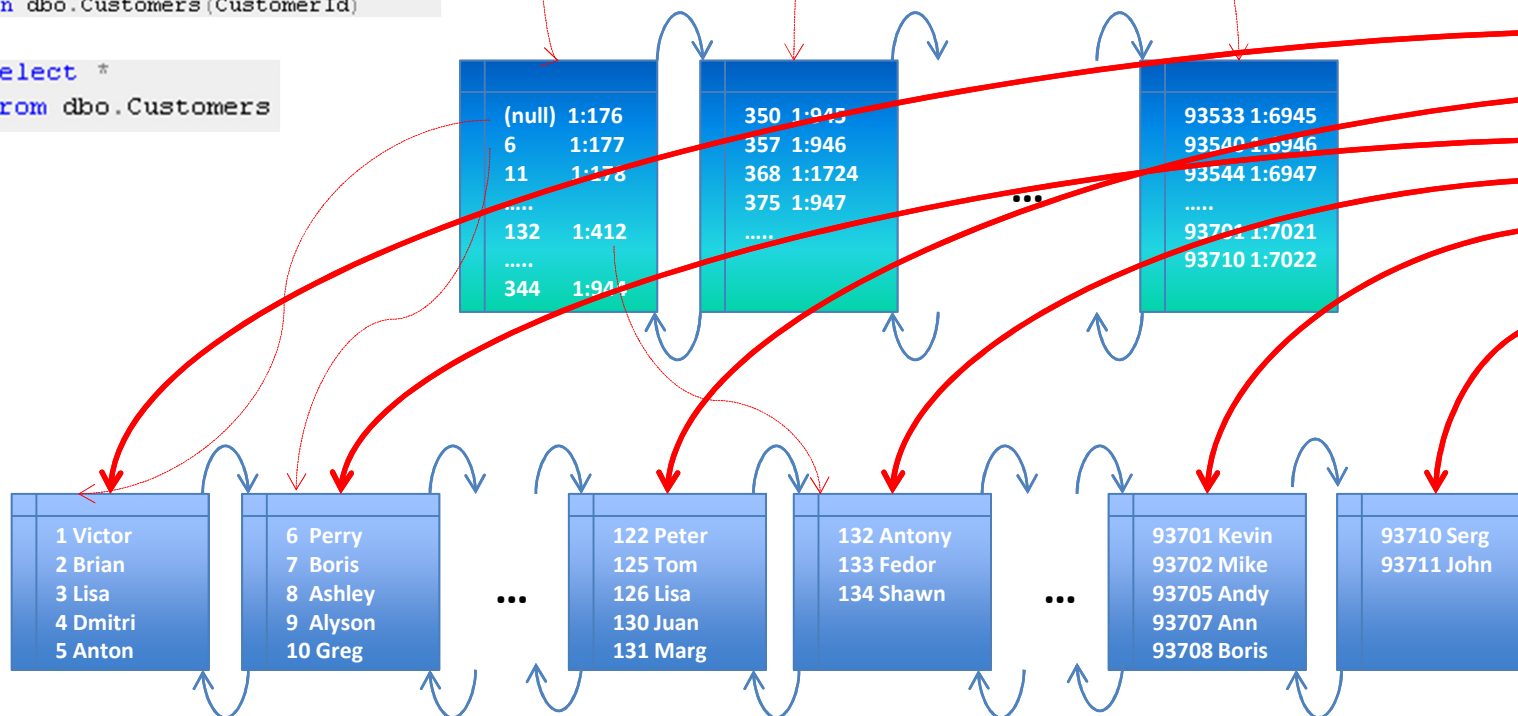 n dbo.Customers(CustomerId)
elect *
rom dbo.Customers
(null) 1:176
6 1:177
11 1:178
.....
132 1:412
.....
344 1:944
350 1:945
357 1:946
368 1:1724
375 1:947
.....
...
93533 1:6945
93540 1:6946
93544 1:6947
.....
93701 1:7021
93710 1:7022
1 Victor
2 Brian
3 Lisa
4 Dmitri
5 Anton
6 Perry
7 Boris
8 Ashley
9 Alyson
10 Greg
...
122 Peter
125 Tom
126 Lisa
130 Juan
131 Marg
132 Antony
133 Fedor
134 Shawn
...
93701 Kevin
93702 Mike
93705 Andy
93707 Ann
93708 Boris
93710 Serg
93711 John